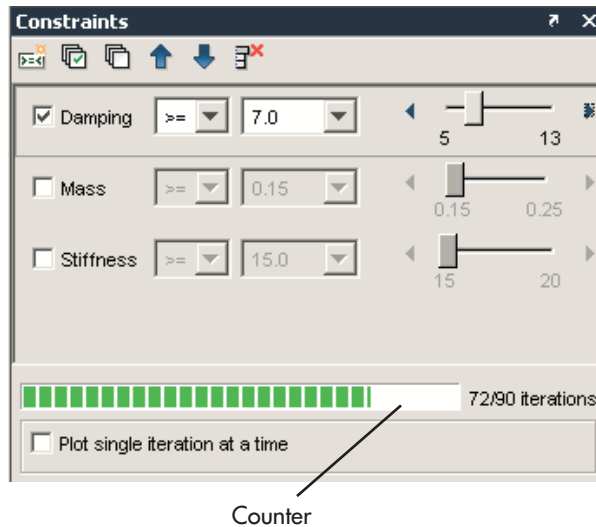 Constraints
Damping >= 7.0
5 13
Mass >= 0.15
0.15 0.25
Stiffness >= 15.0
15 20
72/90 iterations
Plot single iteration at a time
Counter